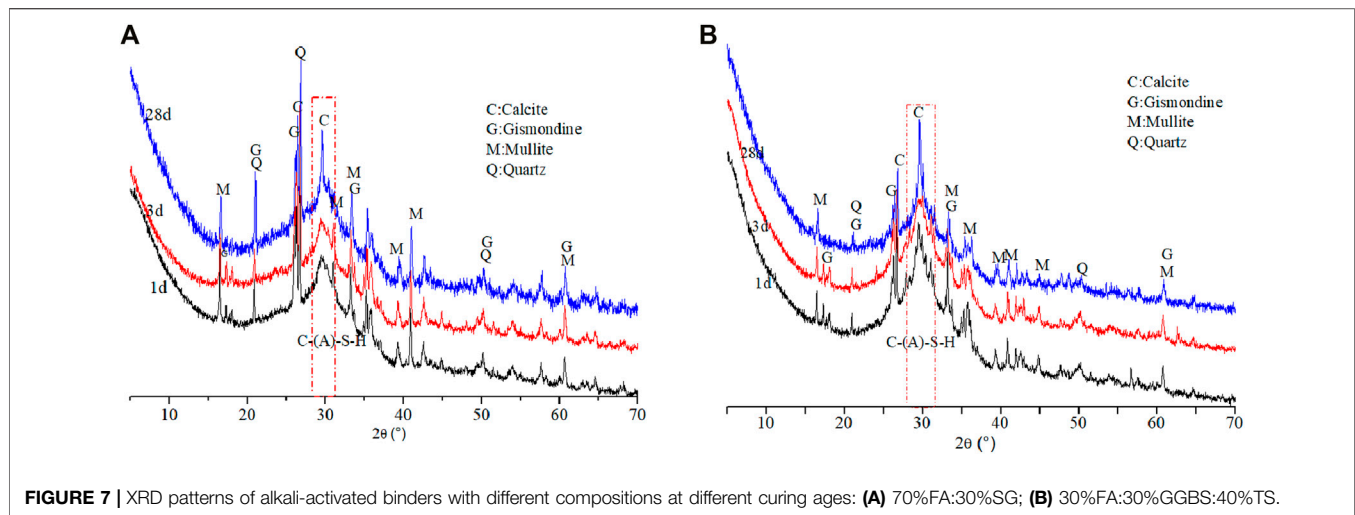 A
Q
C
G
C
28d
G
Q
M
M
M
G
M
M
G
Q
G
M
3d
G
1d
C-(A)-S-H
C:Calcite
G:Gismondine
M:Mullite
Q:Quartz
10 20 30 40 50 60 70
2θ (°)
B
C
C
G
28d
M
Q
G
M
G
M
G
M
M
M
Q
G
M
3d
1d
C-(A)-S-H
C:Calcite
G:Gismondine
M:Mullite
Q:Quartz
10 20 30 40 50 60 70
2θ (°)
FIGURE 7 | XRD patterns of alkali-activated binders with different compositions at different curing ages: (A) 70%FA:30%SG; (B) 30%FA:30%GGBS:40%TS.